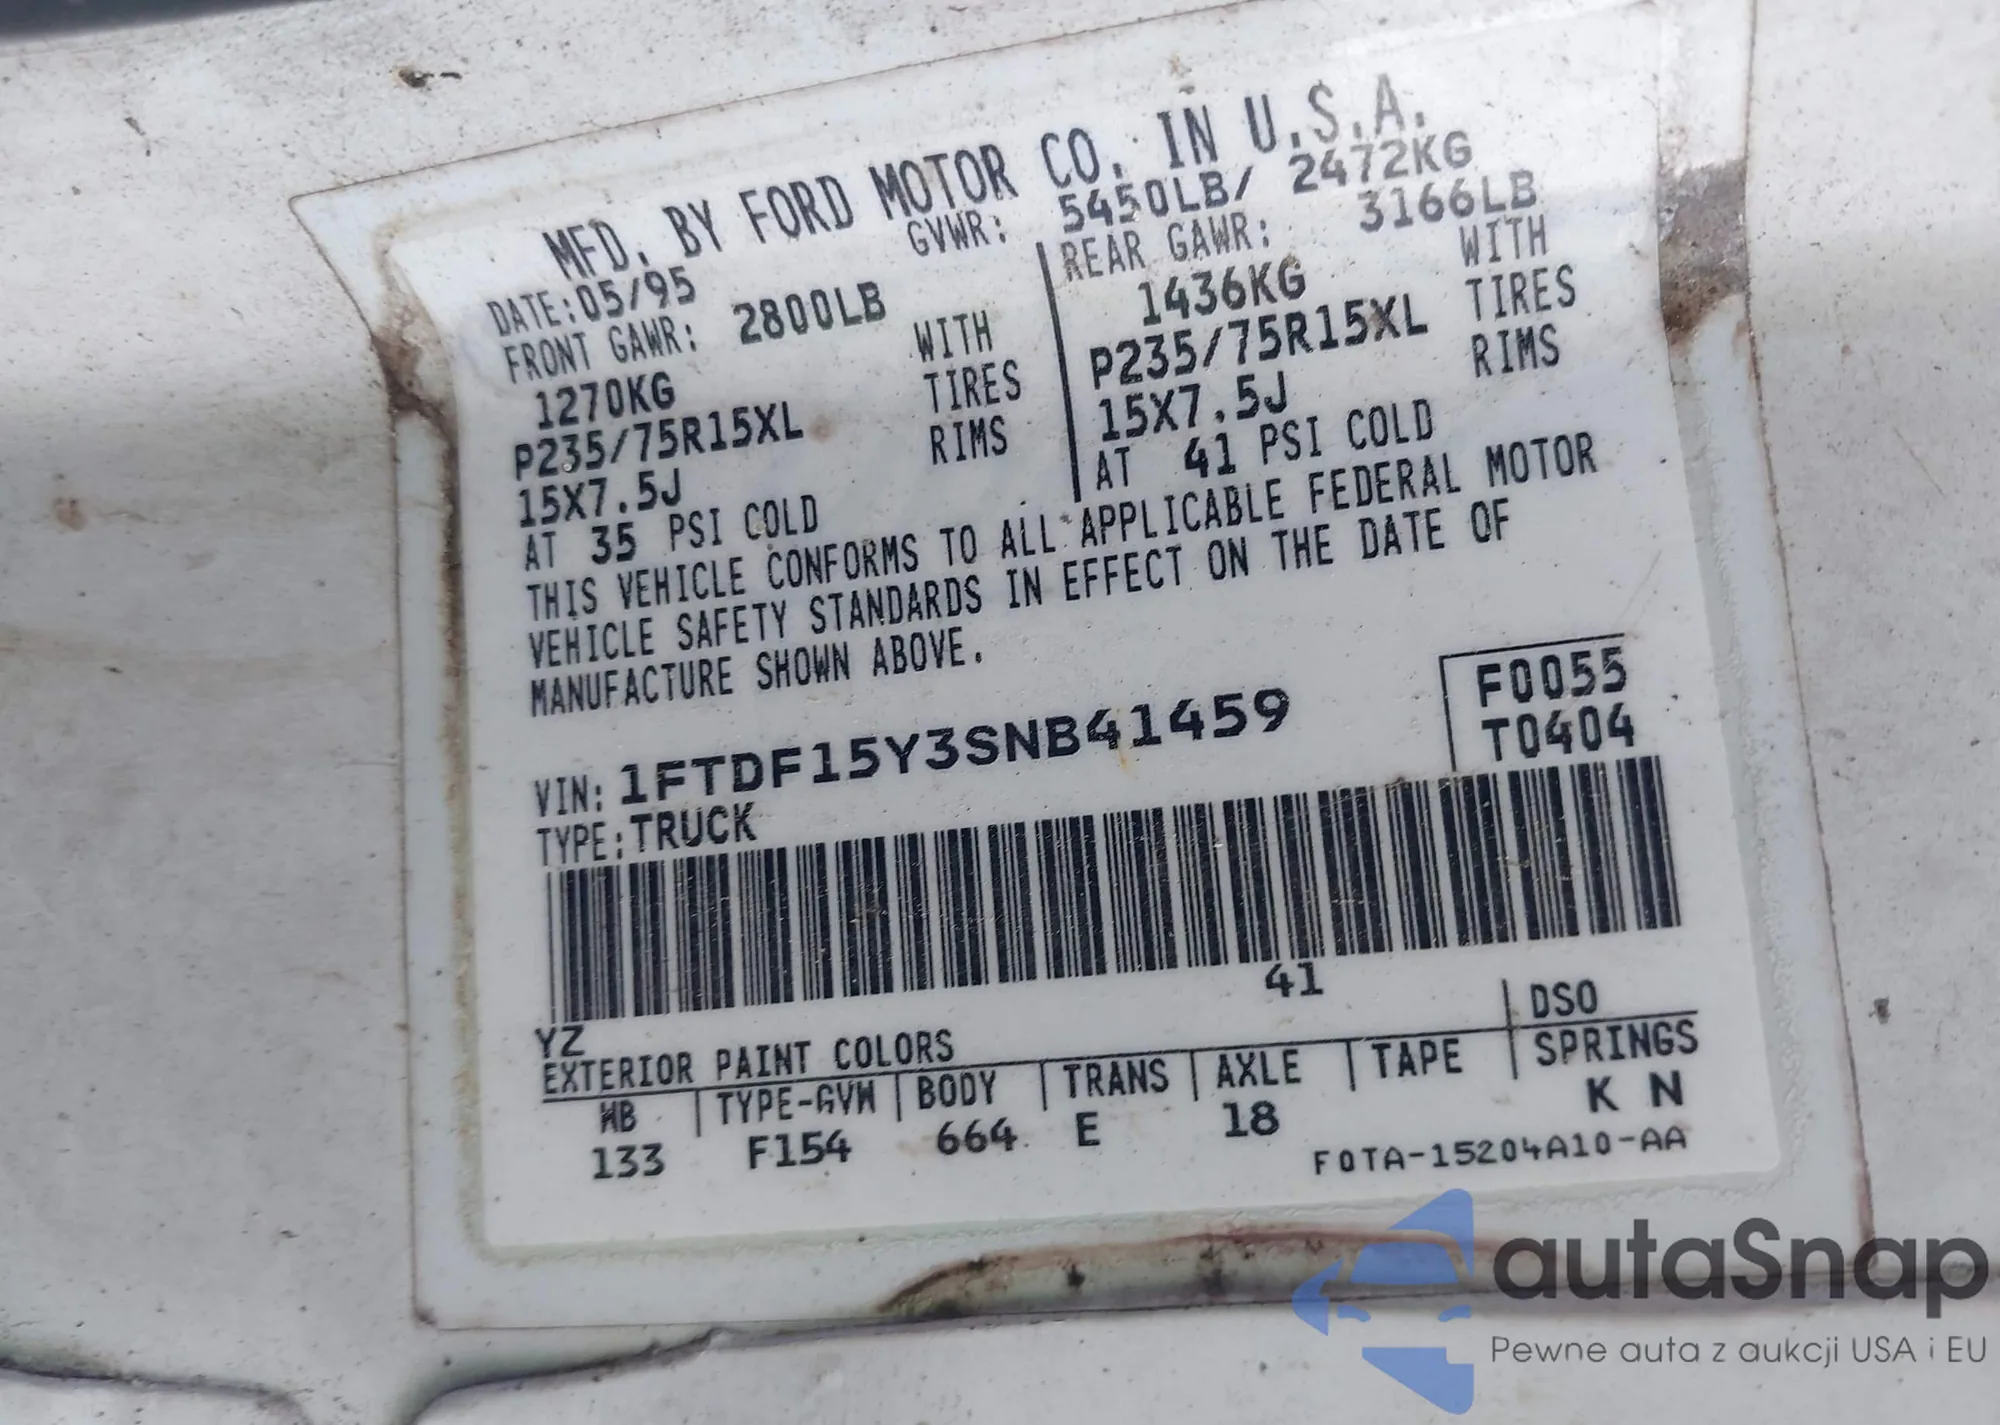 MFD. BY FORD MOTOR CO. IN U.S.A.
DATE:05/95 GVWR: 5450LB/ 2472KG
FRONT GAWR: 2800LB
1270KG WITH
P235/75R15XL TIRES
15X7.5J RIMS
AT 35 PSI COLD
REAR GAWR: 3166LB
1436KG WITH
P235/75R15XL TIRES
15X7.5J RIMS
AT 41 PSI COLD
THIS VEHICLE CONFORMS TO ALL APPLICABLE FEDERAL MOTOR
VEHICLE SAFETY STANDARDS IN EFFECT ON THE DATE OF
MANUFACTURE SHOWN ABOVE.
F0055
T0404
VIN: 1FTDF15Y3SNB41459
TYPE:TRUCK
41
YZ DSO
EXTERIOR PAINT COLORS
WB TYPE-GVW BODY TRANS AXLE TAPE SPRINGS
133 F154 664 E 18 K N
F0TA-15204A10-AA
autaSnap
Pewne auta z aukcji USA i EU